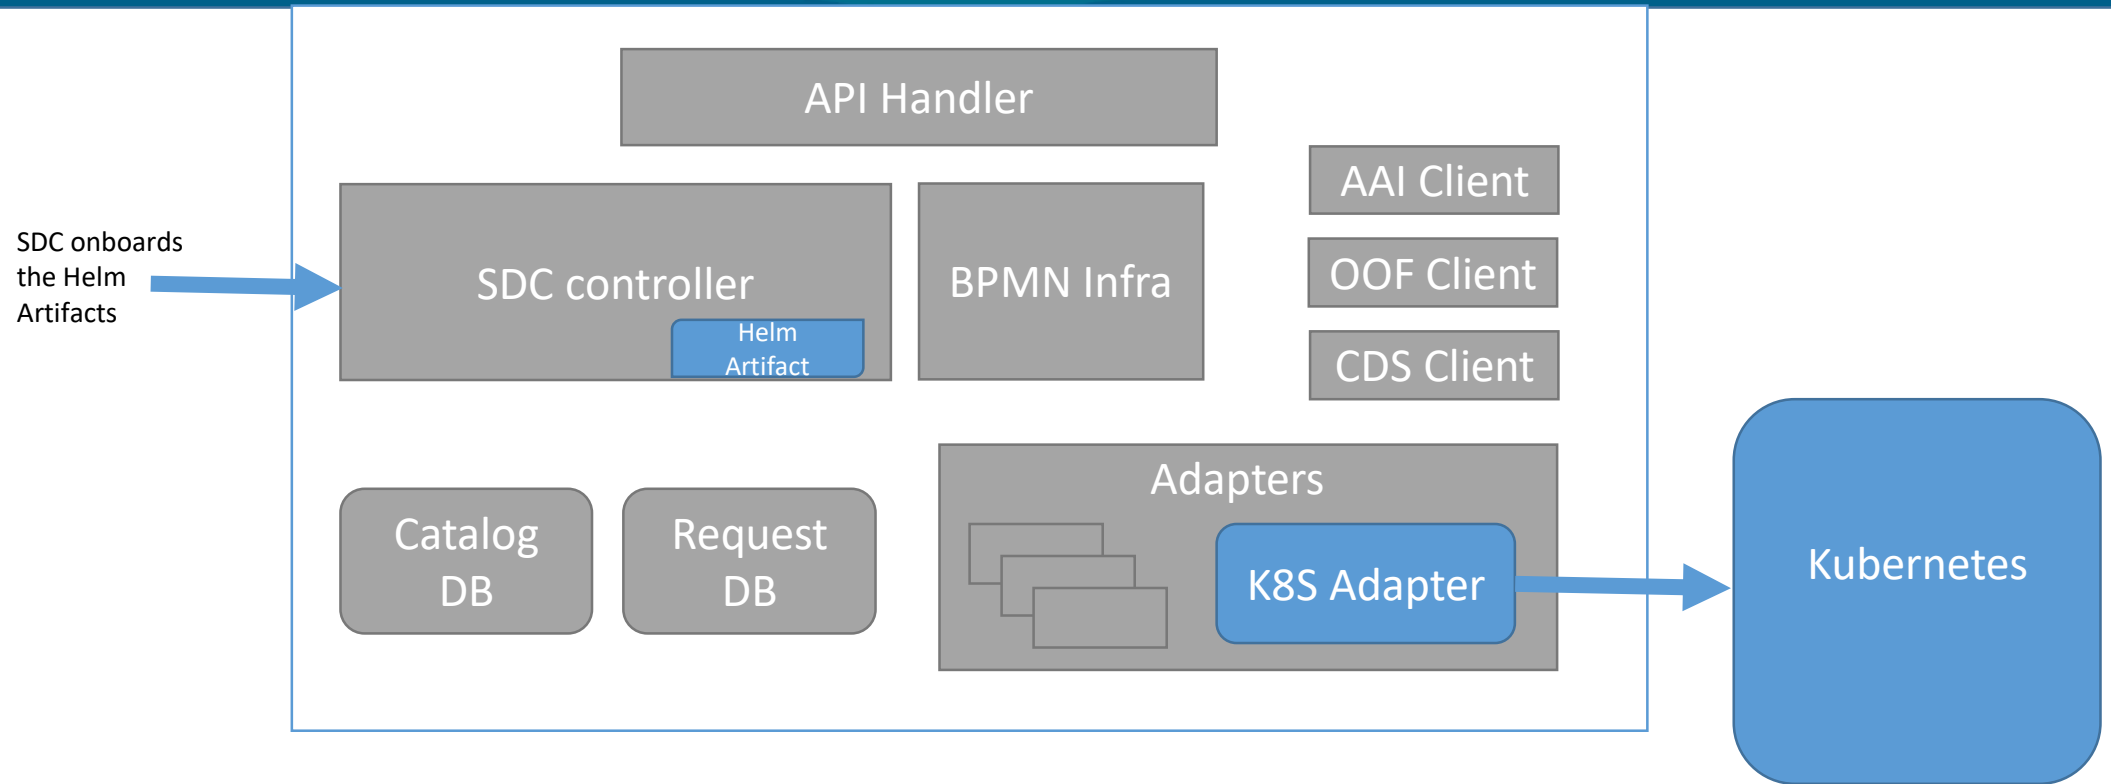 API Handler
AAI Client
SDC onboards
the Helm
Artifacts
SDC controller
Helm
Artifact
BPMN Infra
OOF Client
CDS Client
Catalog
DB
Request
DB
Adapters
K8S Adapter
Kubernetes